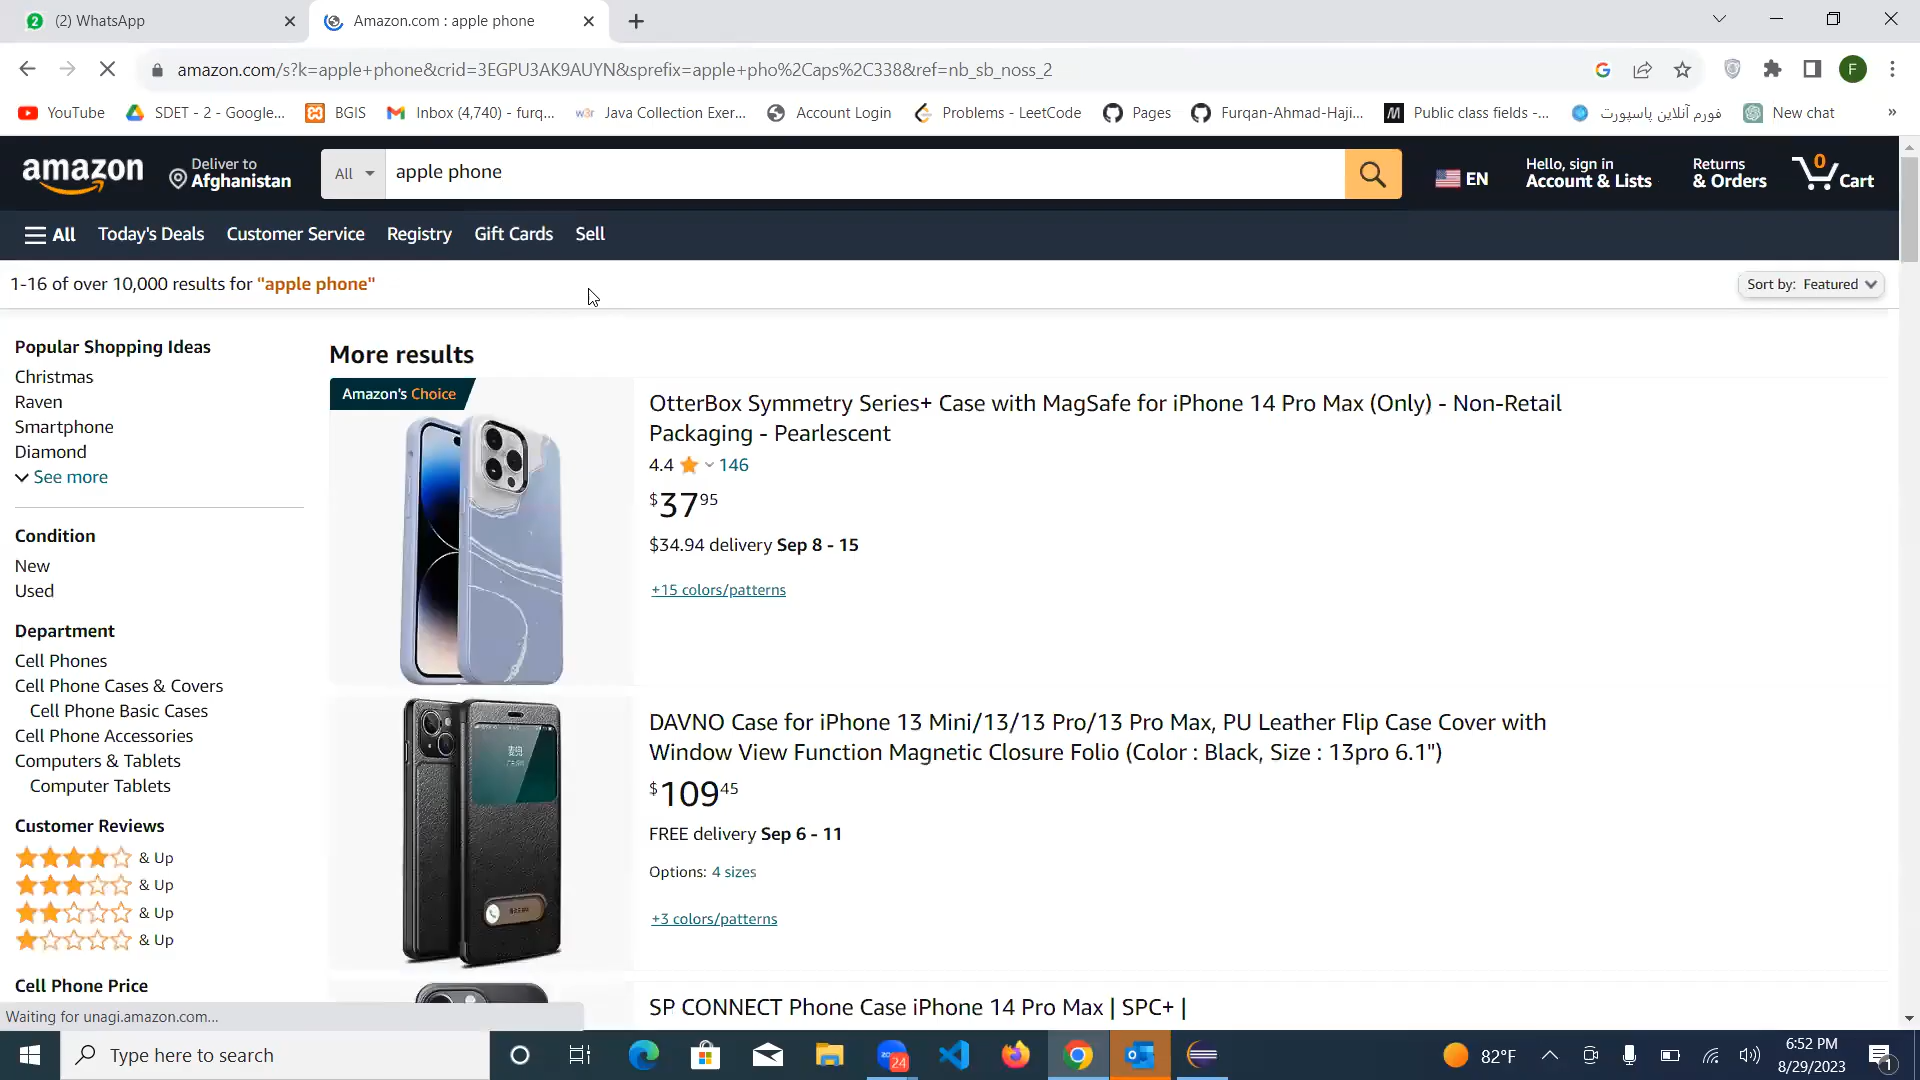 (2) WhatsApp
Amazon.com : apple phone
amazon.com/s?k=apple+phone&crid=3EGPU3AK9AUYN&sprefix=apple+pho%2Caps%2C338&ref=nb_sb_noss_2
F
YouTube
SDET - 2 - Google...
BGIS
Inbox (4,740) - furq...
Java Collection Exer...
Account Login
Problems - LeetCode
Pages
Furqan-Ahmad-Haji...
Public class fields -...
فورم آنلاین پاسپورت
New chat
»
amazon
Deliver to
Afghanistan
All
apple phone
EN
Hello, sign in
Account & Lists
Returns
& Orders
0
Cart
All
Today's Deals
Customer Service
Registry
Gift Cards
Sell
1-16 of over 10,000 results for "apple phone"
Sort by: Featured
Popular Shopping Ideas
Christmas
Raven
Smartphone
Diamond
See more
Condition
New
Used
Department
Cell Phones
Cell Phone Cases & Covers
Cell Phone Basic Cases
Cell Phone Accessories
Computers & Tablets
Computer Tablets
Customer Reviews
& Up
& Up
& Up
& Up
Cell Phone Price
More results
Amazon's Choice
OtterBox Symmetry Series+ Case with MagSafe for iPhone 14 Pro Max (Only) - Non-Retail
Packaging - Pearlescent
4.4 146
$37 95
$34.94 delivery Sep 8 - 15
+15 colors/patterns
DAVNO Case for iPhone 13 Mini/13/13 Pro/13 Pro Max, PU Leather Flip Case Cover with
Window View Function Magnetic Closure Folio (Color : Black, Size : 13pro 6.1")
$109 45
FREE delivery Sep 6 - 11
Options: 4 sizes
+3 colors/patterns
SP CONNECT Phone Case iPhone 14 Pro Max | SPC+ |
Waiting for unagi.amazon.com...
Type here to search
24
82°F
6:52 PM
8/29/2023
1